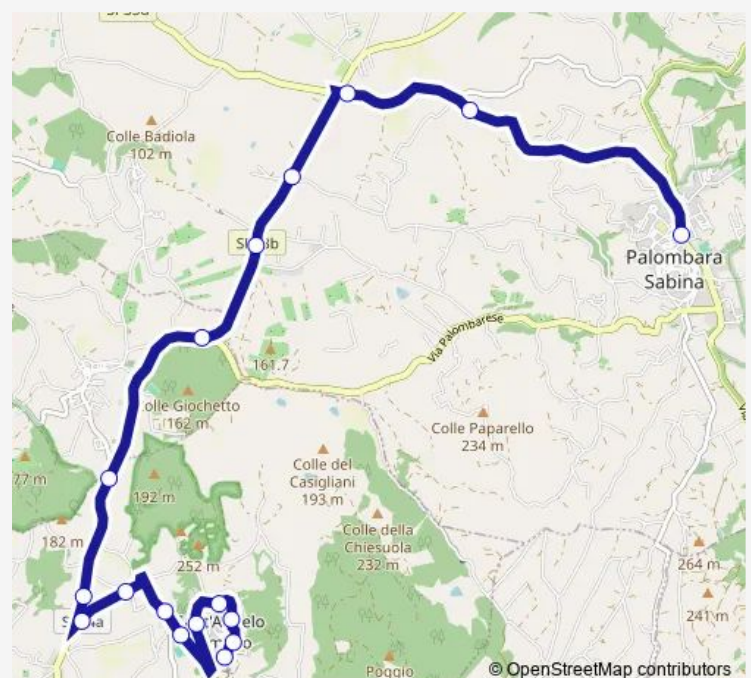 Colle Badiola
102 m
Palombara
Sabina
161.7
Via Palombarese
olle Giochetto
162 m
Colle Paparello
234 m
Colle del
Casigliani
193 m
77 m
192 m
Colle della
Chiesuola
232 m
182 m
252 m
264 m
241 m
Poggio
© OpenStreetMap contributors